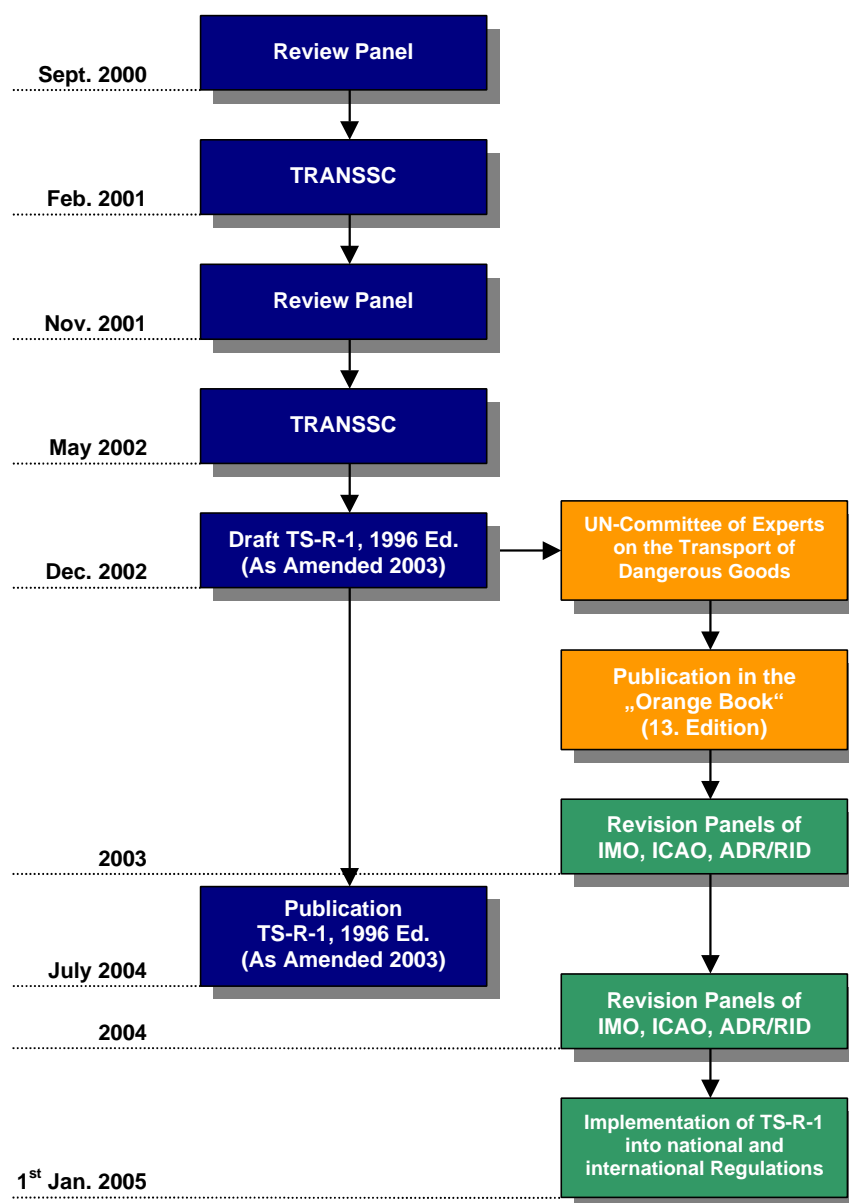 Review Panel
Sept. 2000
TRANSSC
Feb. 2001
Review Panel
Nov. 2001
TRANSSC
May 2002
Draft TS-R-1, 1996 Ed.
(As Amended 2003)
Dec. 2002
UN-Committee of Experts
on the Transport of
Dangerous Goods
Publication in the
„Orange Book“
(13. Edition)
Revision Panels of
IMO, ICAO, ADR/RID
2003
Publication
TS-R-1, 1996 Ed.
(As Amended 2003)
July 2004
Revision Panels of
IMO, ICAO, ADR/RID
2004
Implementation of TS-R-1
into national and
international Regulations
1st Jan. 2005